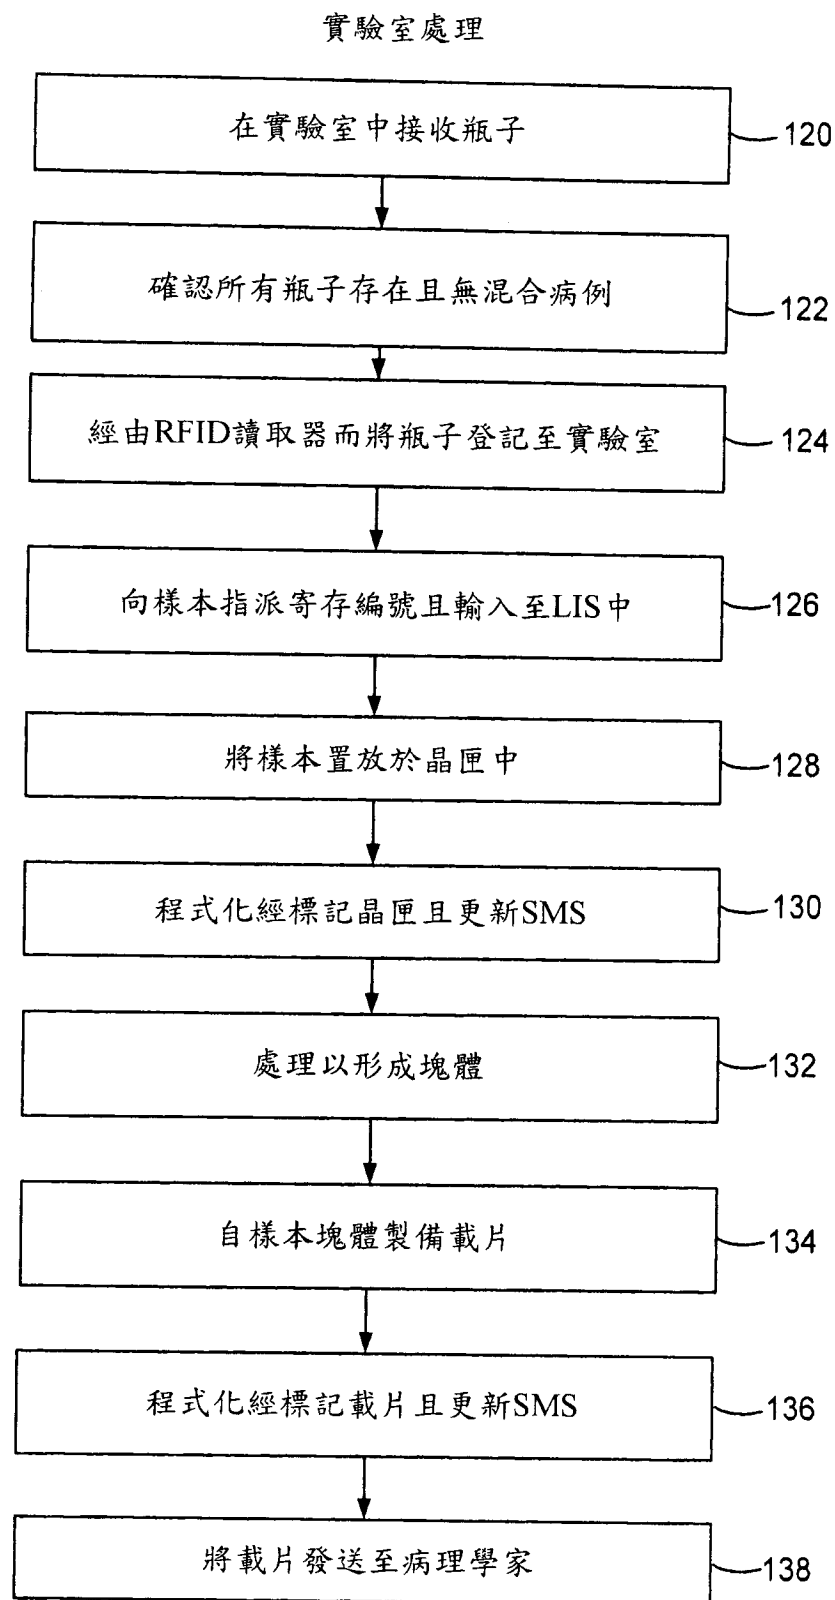 實驗室處理
在實驗室中接收瓶子
120
確認所有瓶子存在且無混合病例
122
經由RFID讀取器而將瓶子登記至實驗室
124
向樣本指派寄存編號且輸入至LIS中
126
將樣本置放於晶匣中
128
程式化經標記晶匣且更新SMS
130
處理以形成塊體
132
自樣本塊體製備載片
134
程式化經標記載片且更新SMS
136
將載片發送至病理學家
138